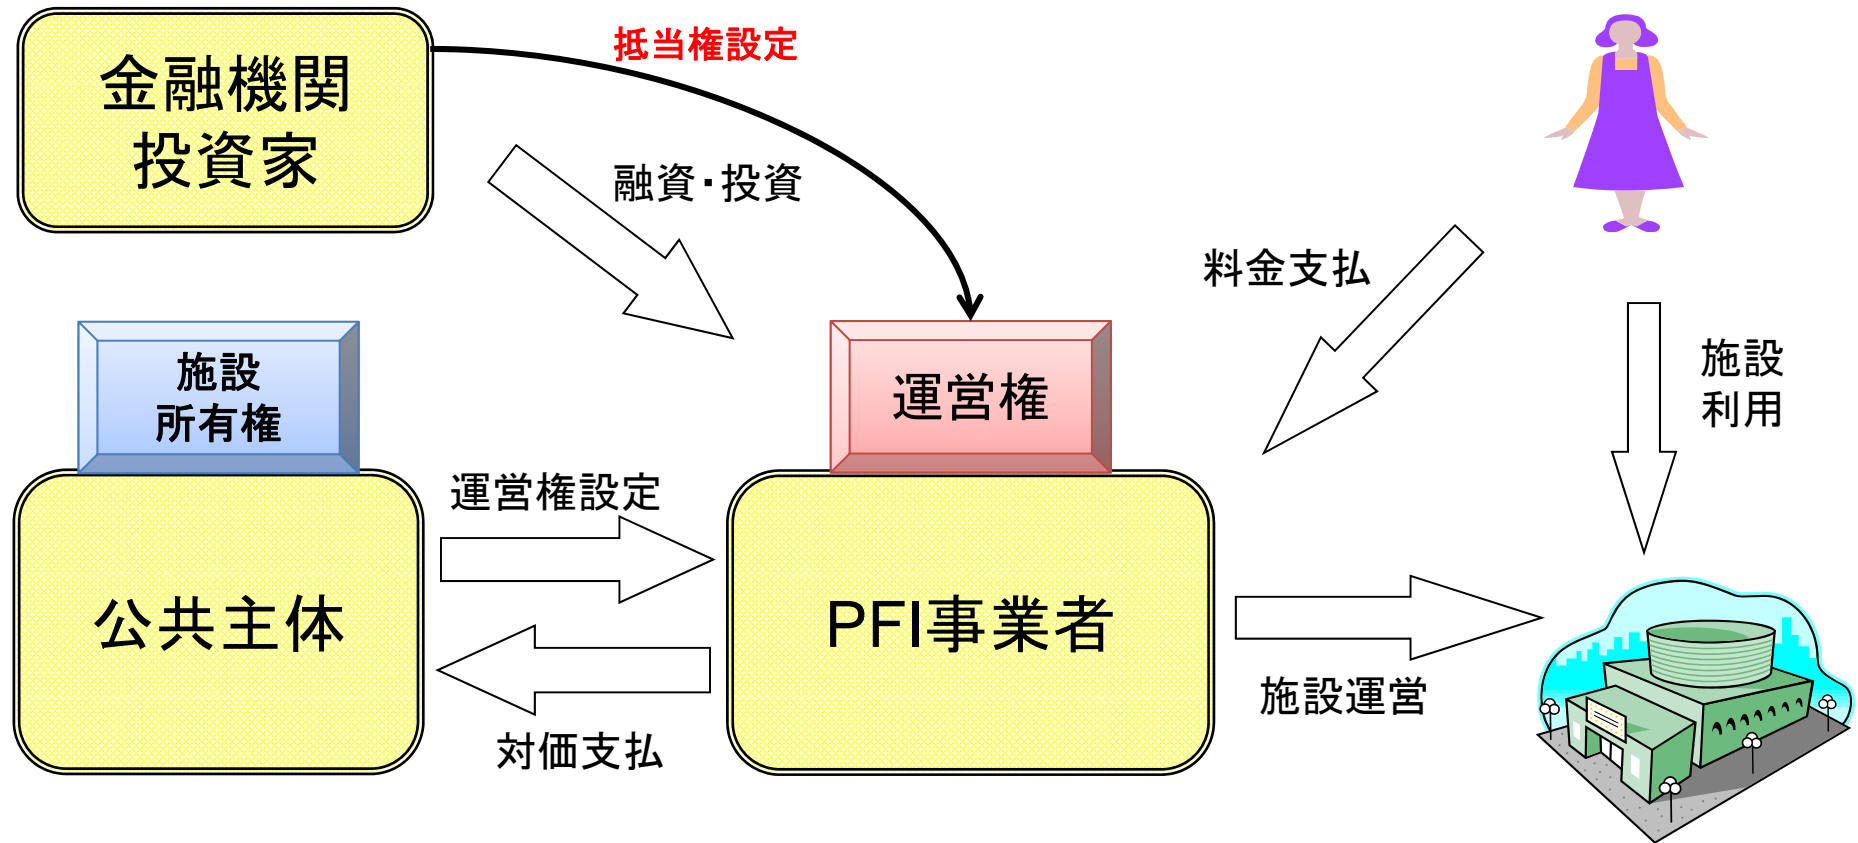 金融機関
投資家
抵当権設定
融資・投資
料金支払
施設
利用
施設
所有権
運営権
運営権設定
公共主体
PFI事業者
対価支払
施設運営